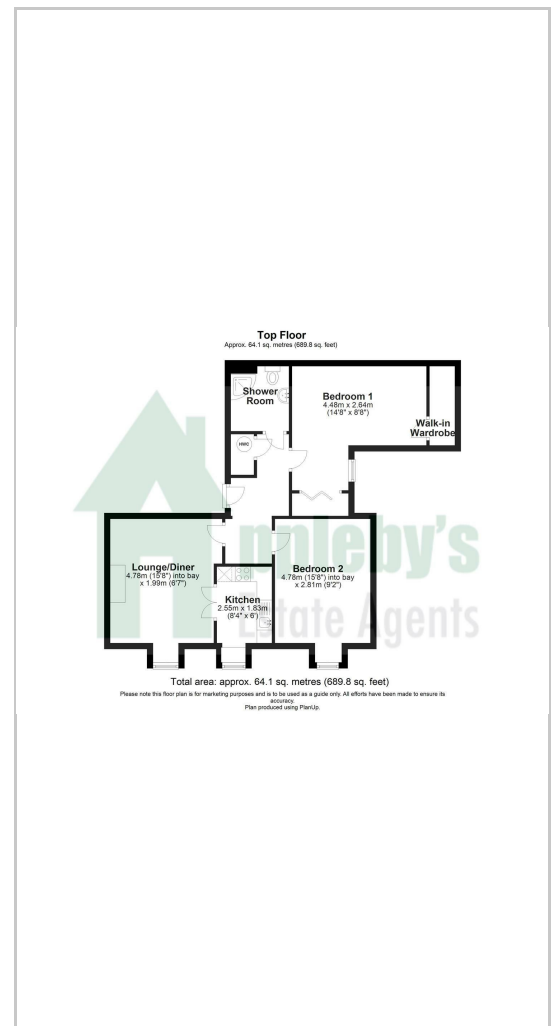 Top Floor
Approx. 64.1 sq. metres (689.8 sq. feet)
Shower
Room
Bedroom 1
4.48m x 2.64m
(14'8" x 8'8")
Walk-in
Wardrobe
HWC
Lounge/Diner
4.78m (15'8") into bay
x 1.99m (6'7")
Kitchen
2.55m x 1.83m
(8'4" x 6')
Bedroom 2
4.78m (15'8") into bay
x 2.81m (9'2")
Appleby's
Estate Agents
Total area: approx. 64.1 sq. metres (689.8 sq. feet)
Please note this floor plan is for marketing purposes and is to be used as a guide only. All efforts have been made to ensure its
accuracy.
Plan produced using PlanUp.